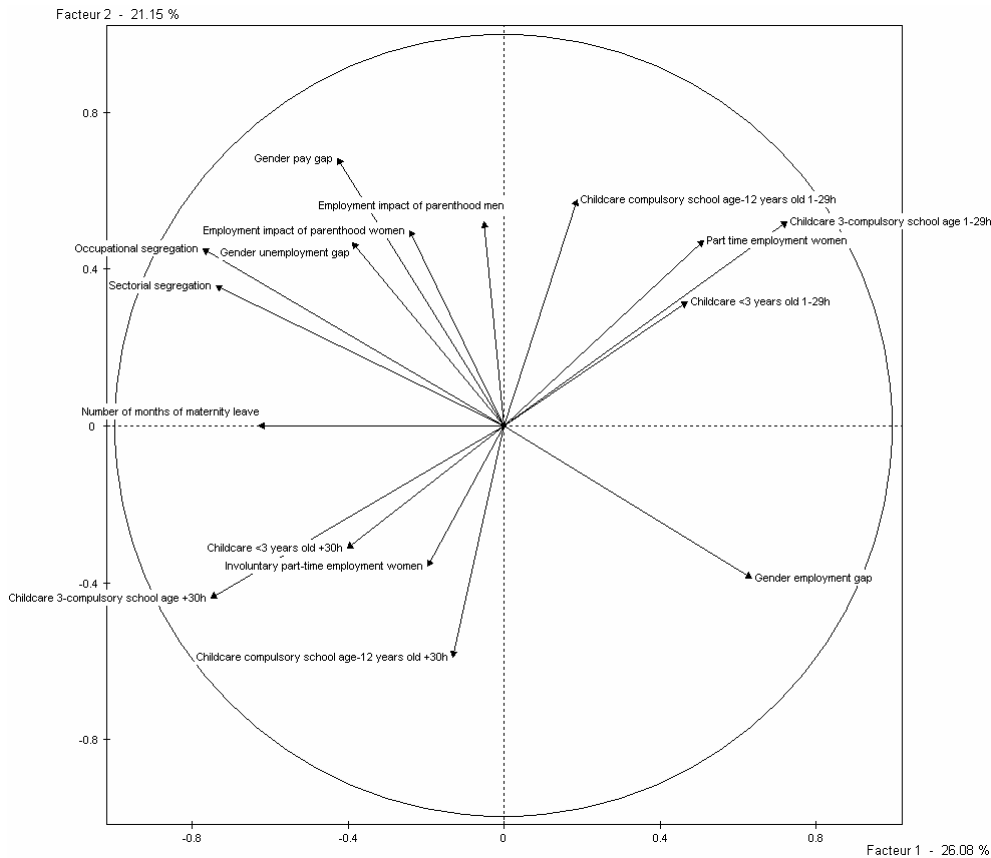 Facteur 2 - 21.15 %
0.8
Gender pay gap
Childcare compulsory school age-12 years old 1-29h
Employment impact of parenthood men
Childcare 3-compulsory school age 1-29h
Employment impact of parenthood women
Part time employment women
Occupational segregation
Gender unemployment gap
0.4
Sectorial segregation
Childcare <3 years old 1-29h
Number of months of maternity leave
0
Childcare <3 years old +30h
Involuntary part-time employment women
Gender employment gap
-0.4
Childcare 3-compulsory school age +30h
Childcare compulsory school age-12 years old +30h
-0.8
-0.8 -0.4 0 0.4 0.8
Facteur 1 - 26.08 %